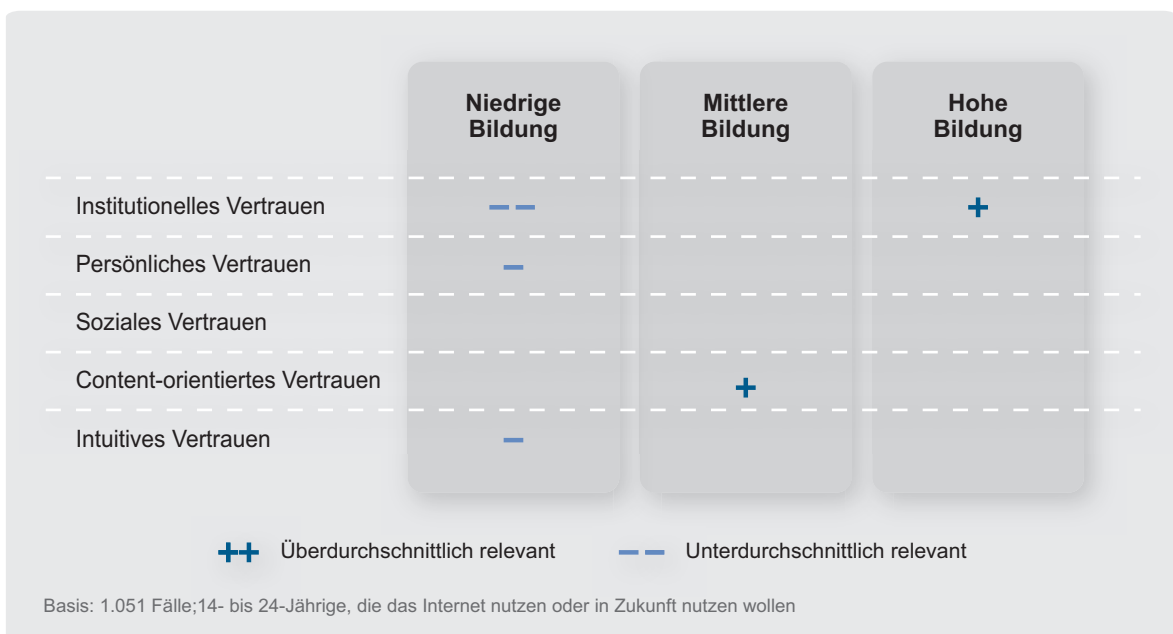 Niedrige
Bildung
Mittlere
Bildung
Hohe
Bildung
Institutionelles Vertrauen – – +
Persönliches Vertrauen –
Soziales Vertrauen
Content-orientiertes Vertrauen +
Intuitives Vertrauen –
++ Überdurchschnittlich relevant – – Unterdurchschnittlich relevant
Basis: 1.051 Fälle;14- bis 24-Jährige, die das Internet nutzen oder in Zukunft nutzen wollen